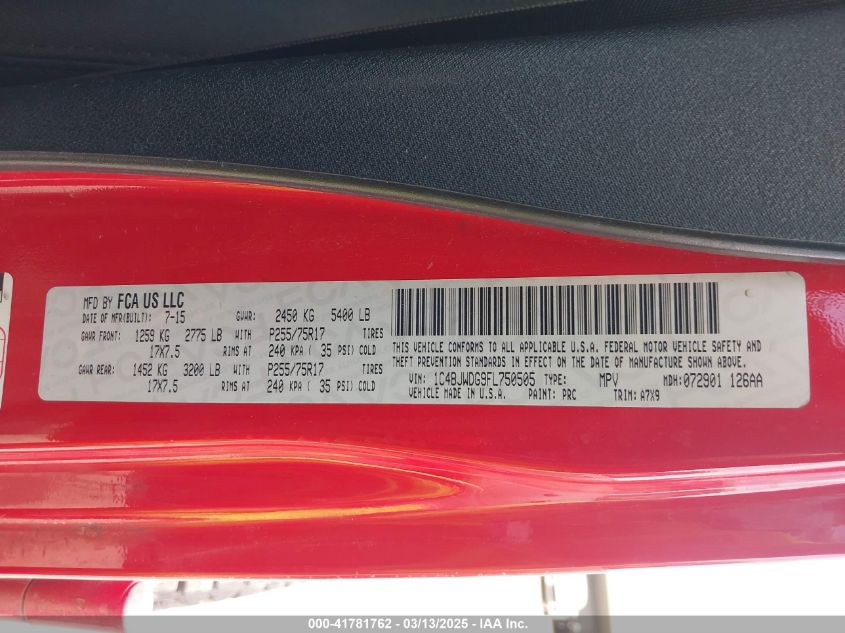 MFD BY FCA US LLC
DATE OF MFR(BUILT): 7-15 GVWR: 2450 KG 5400 LB
GAWR FRONT: 1259 KG 2775 LB WITH P255/75R17 TIRES
17X7.5 RIMS AT 240 KPA ( 35 PSI) COLD
GAWR REAR: 1452 KG 3200 LB WITH P255/75R17 TIRES
17X7.5 RIMS AT 240 KPA ( 35 PSI) COLD
THIS VEHICLE CONFORMS TO ALL APPLICABLE U.S.A. FEDERAL MOTOR VEHICLE SAFETY AND
THEFT PREVENTION STANDARDS IN EFFECT ON THE DATE OF MANUFACTURE SHOWN ABOVE.
VIN: 1C4BJWDG9FL750505 TYPE: MPV MDH: 072901 126AA
VEHICLE MADE IN U.S.A. PAINT: PRC TRIM: A7X9
000-41781762 — 03/13/2025 — IAA Inc.